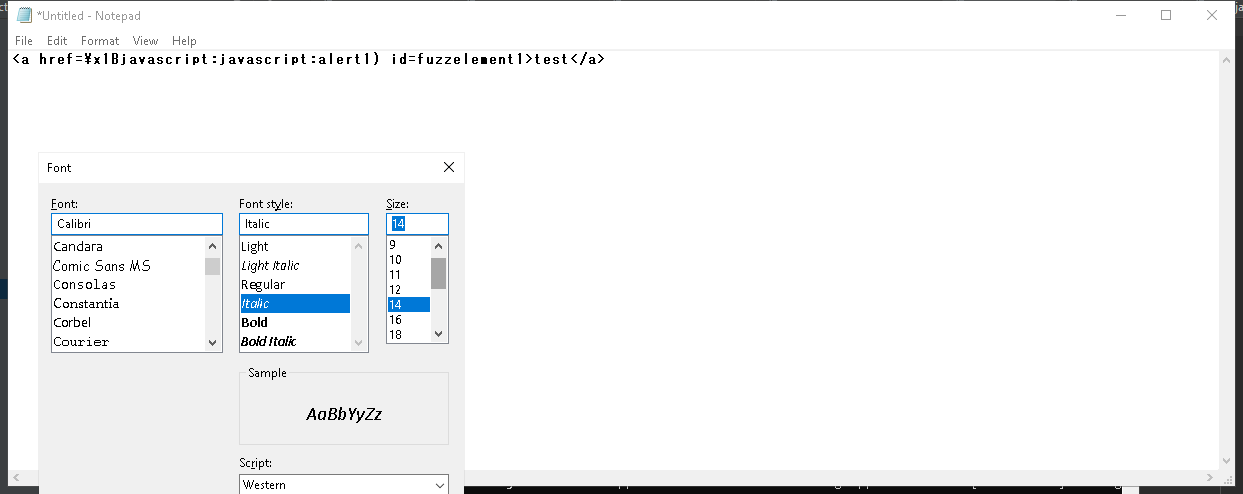 *Untitled - Notepad
File Edit Format View Help
<a href=¥x1Bjavascript:javascript:alert1) id=fuzzelement1>test</a>
Font
Font: Font style: Size:
Calibri Italic 14
Candara Light 9
Comic Sans MS Light Italic 10
Consolas Regular 11
Constantia Italic 12
Corbel Bold 14
Courier Bold Italic 16
18
Sample
AaBbYyZz
Script:
Western